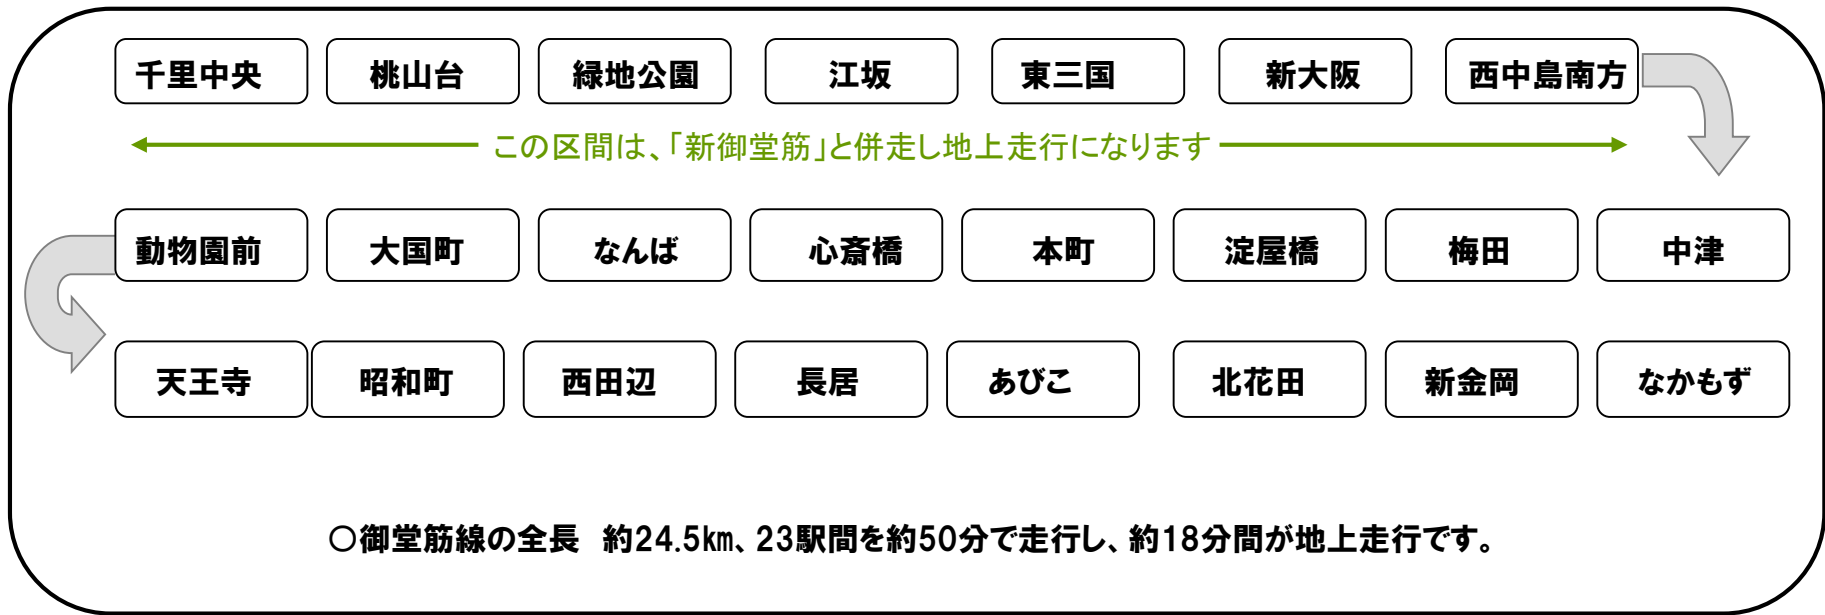 千里中央 桃山台 緑地公園 江坂 東三国 新大阪 西中島南方
この区間は、「新御堂筋」と併走し地上走行になります
動物園前 大国町 なんば 心斎橋 本町 淀屋橋 梅田 中津
天王寺 昭和町 西田辺 長居 あびこ 北花田 新金岡 なかもず
○御堂筋線の全長 約24.5㎞、23駅間を約50分で走行し、約18分間が地上走行です。